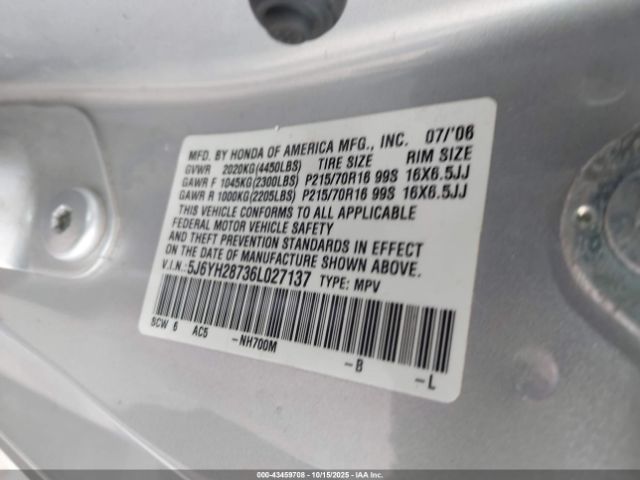 MFD. BY HONDA OF AMERICA MFG., INC. 07/'06
GVWR 2020KG(4450LBS) TIRE SIZE RIM SIZE
GAWR F 1045KG(2300LBS) P215/70R16 99S 16X6.5JJ
GAWR R 1000KG(2205LBS) P215/70R16 99S 16X6.5JJ
THIS VEHICLE CONFORMS TO ALL APPLICABLE
FEDERAL MOTOR VEHICLE SAFETY
AND THEFT PREVENTION STANDARDS IN EFFECT
ON THE DATE OF MANUFACTURE SHOWN ABOVE.
V.I.N.: 5J6YH28736L027137 TYPE: MPV
BCW 6 AC5 -NH700M -B -L
000-43459708 - 10/15/2025 - IAA Inc.